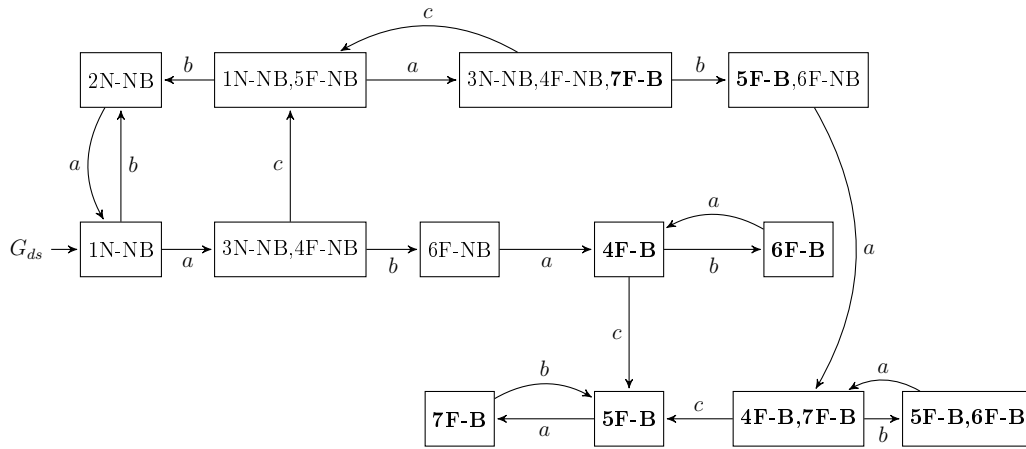 c
2N-NB
b
1N-NB,5F-NB
a
3N-NB,4F-NB,7F-B
b
5F-B,6F-NB
a
b
c
a
a
G_ds
1N-NB
a
3N-NB,4F-NB
b
6F-NB
a
4F-B
b
6F-B
c
b
a
7F-B
a
5F-B
c
4F-B,7F-B
b
5F-B,6F-B